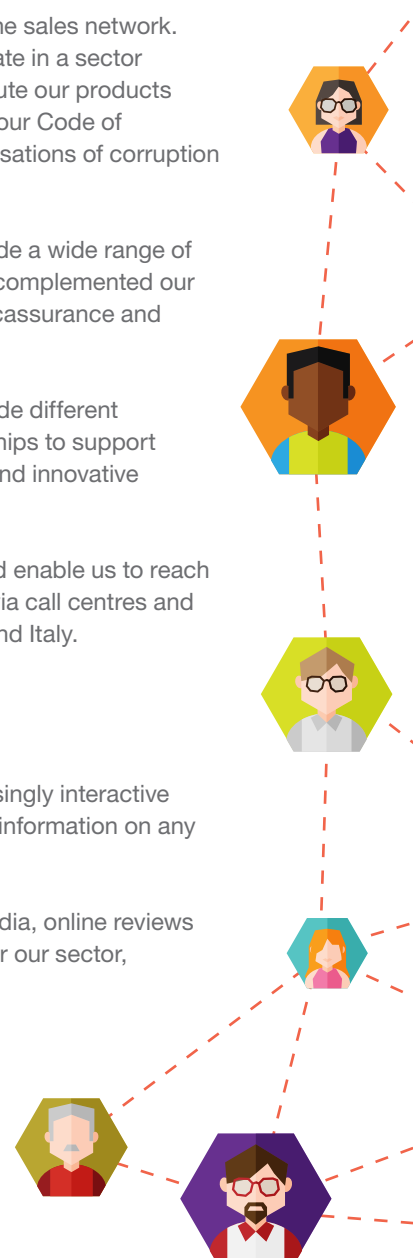 ne sales network.
ate in a sector
ute our products
our Code of
sations of corruption
de a wide range of
complemented our
cassurance and
de different
hips to support
nd innovative
d enable us to reach
via call centres and
nd Italy.
singly interactive
information on any
dia, online reviews
r our sector,